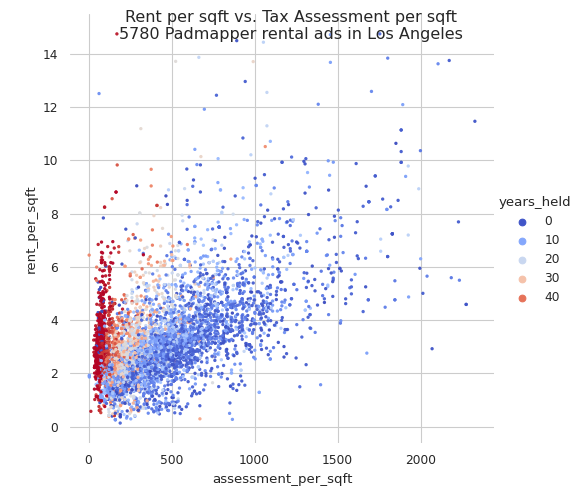 Rent per sqft vs. Tax Assessment per sqft
5780 Padmapper rental ads in Los Angeles
14
12
10
8
6
4
2
0
rent_per_sqft
0 500 1000 1500 2000
assessment_per_sqft
years_held
0
10
20
30
40